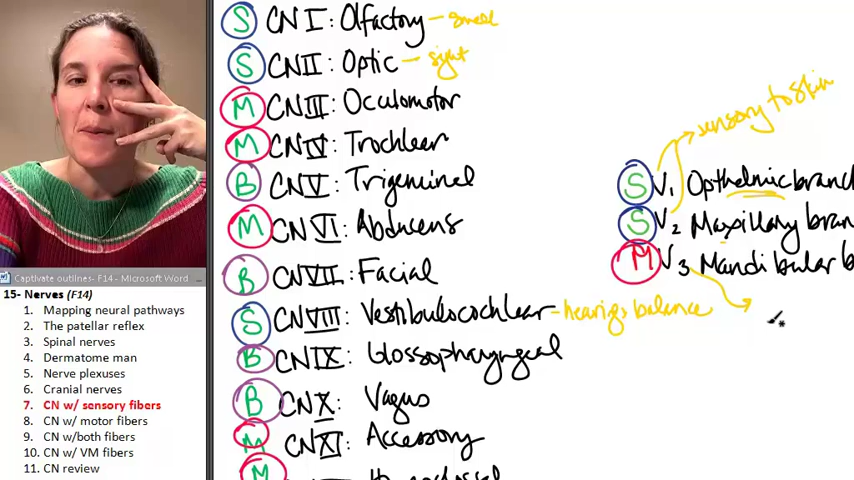 S CN I: Olfactory - smell
S CN II: Optic - sight
M CN III: Oculomotor
M CN IV: Trochlear
B CN V: Trigeminal
M CN VI: Abducens
B CN VII: Facial
S CN VIII: Vestibulocochlear - hearing & balance
B CN IX: Glossopharyngeal
B CN X: Vagus
M CN XI: Accessory
M
sensory to skin
S V1 Opthalmic branch
S V2 Maxillary bran
M V3 Mandibular b
Captivate outlines- F14 - Microsoft Word
15- Nerves (F14)
1. Mapping neural pathways
2. The patellar reflex
3. Spinal nerves
4. Dermatome man
5. Nerve plexuses
6. Cranial nerves
7. CN w/ sensory fibers
8. CN w/ motor fibers
9. CN w/both fibers
10. CN w/ VM fibers
11. CN review